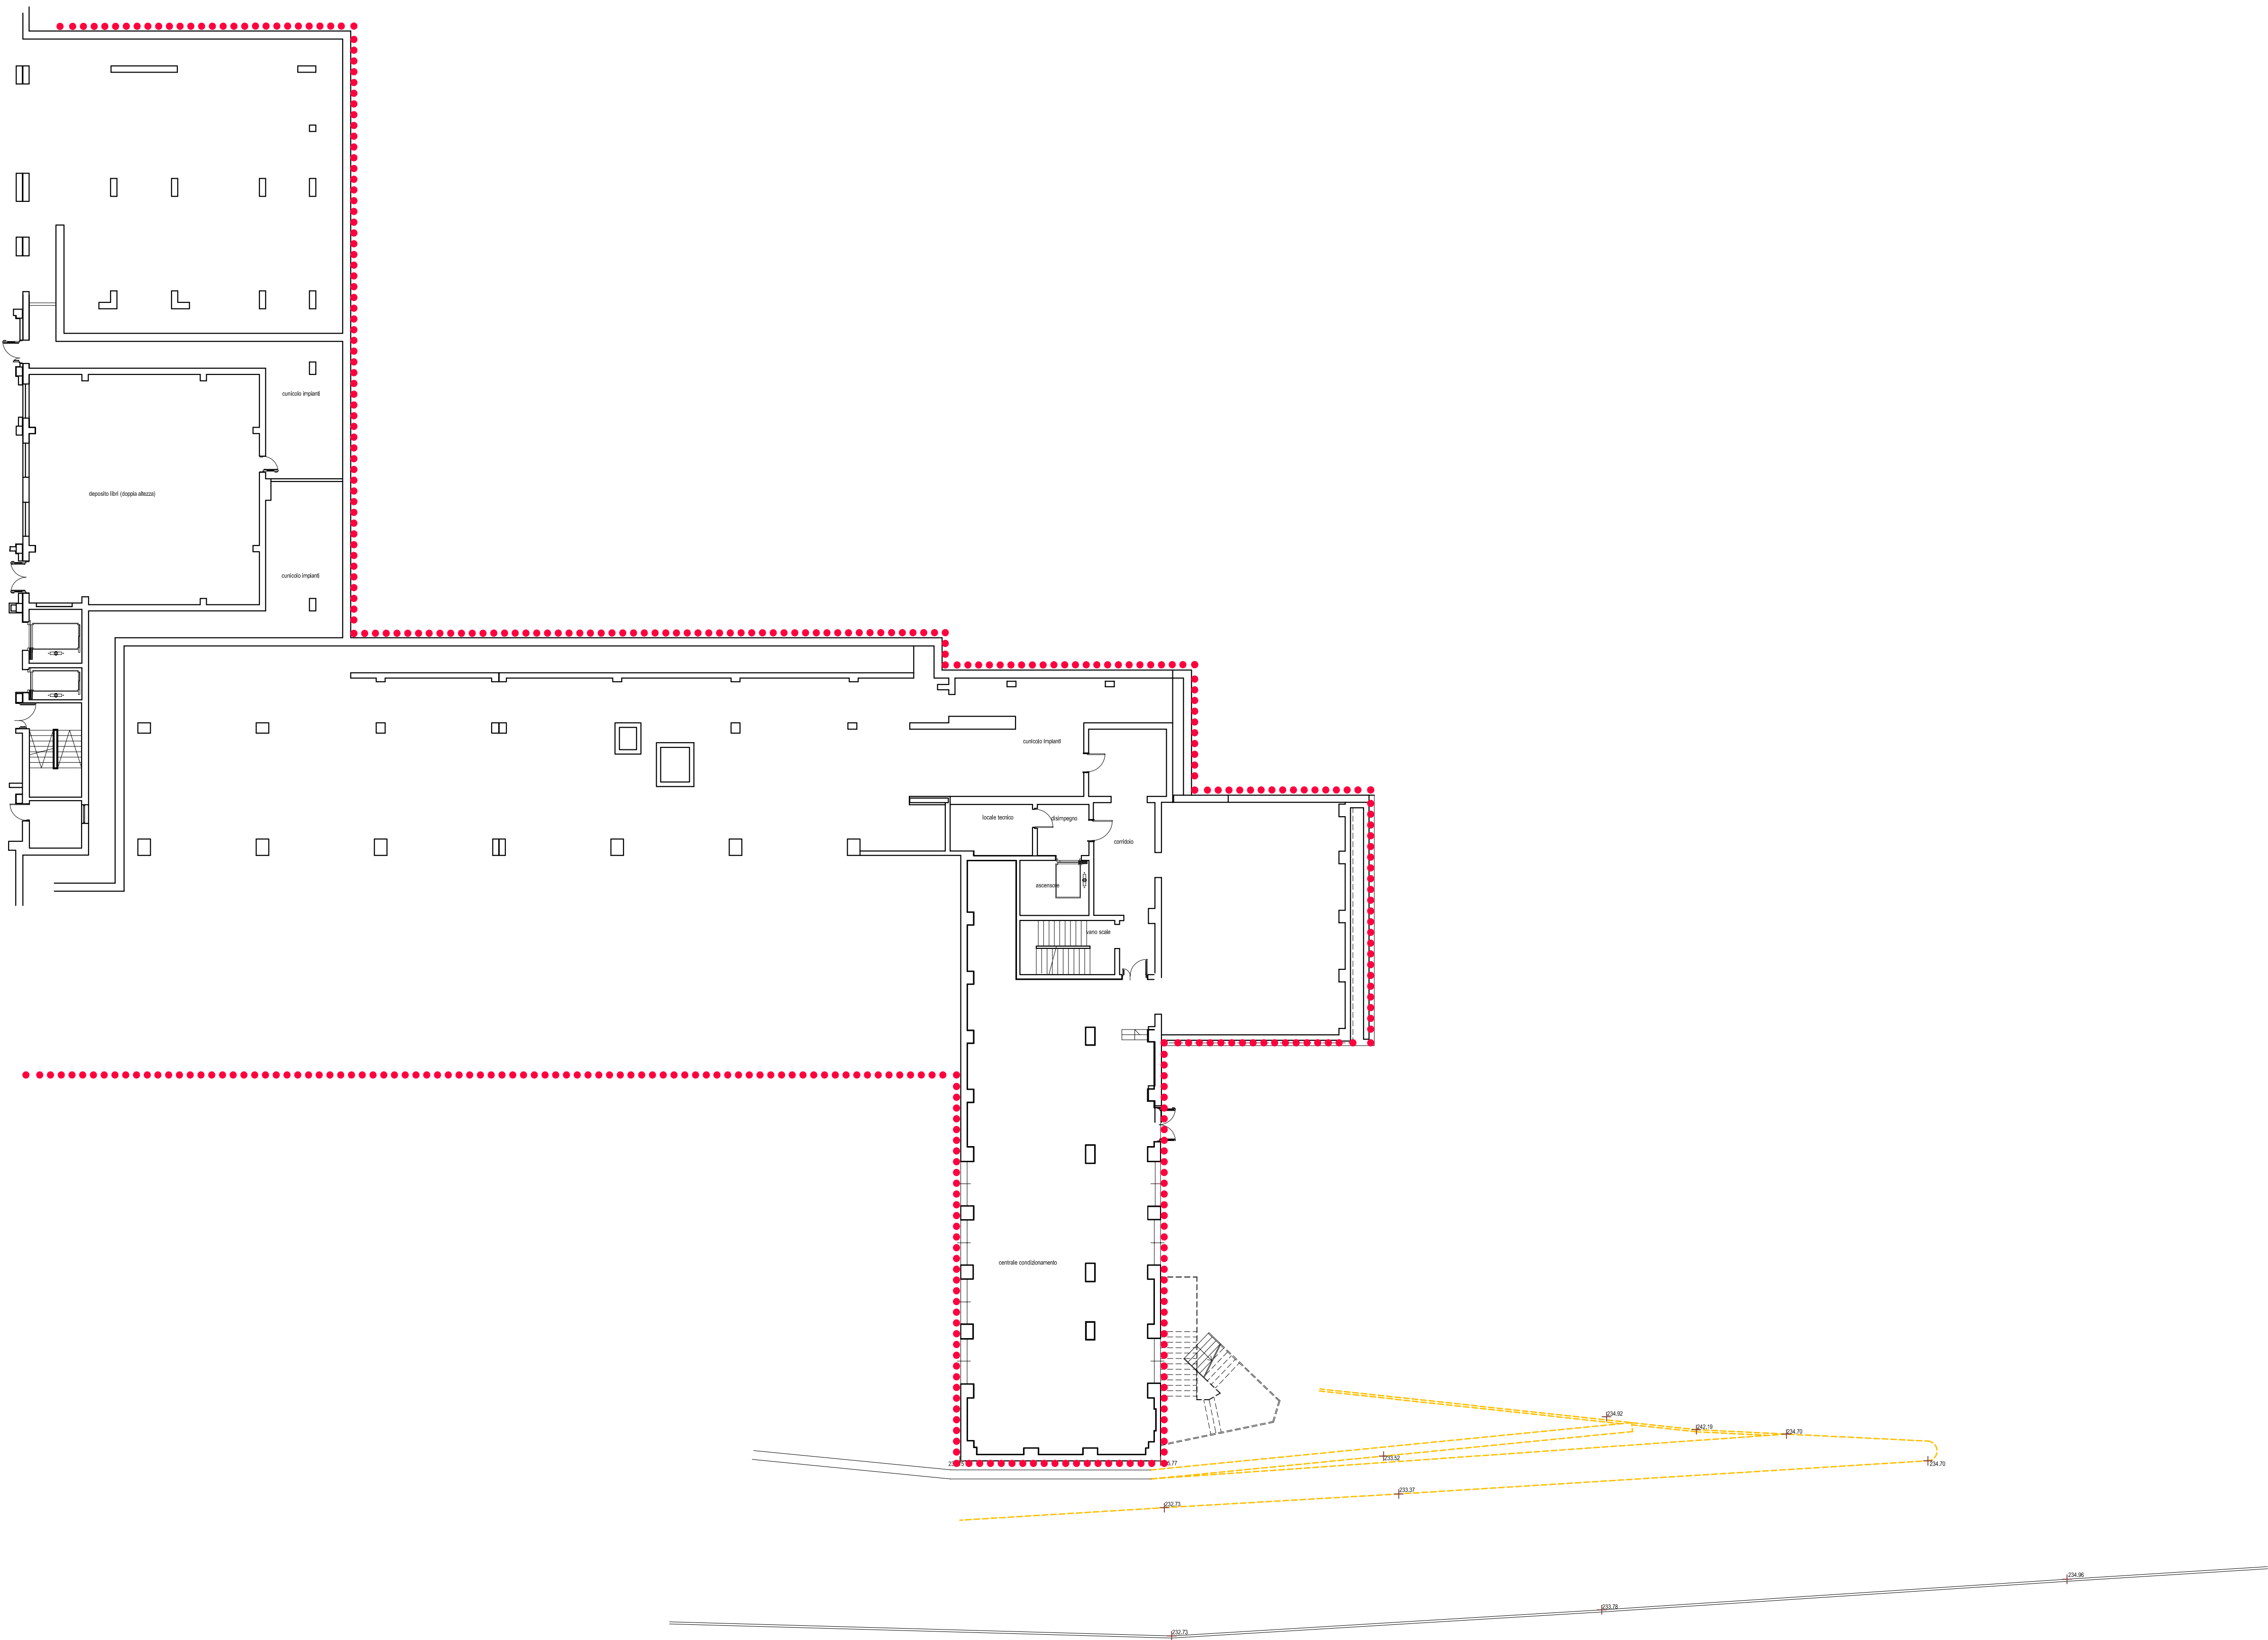 cunicolo impianti
deposito libri (doppia altezza)
cunicolo impianti
cunicolo impianti
locale tecnico
disimpegno
corridoio
ascensore
vano scale
centrale condizionamento
234.92
242.19
234.70
233.52
234.70
233.37
232.73
234.96
233.78
232.73